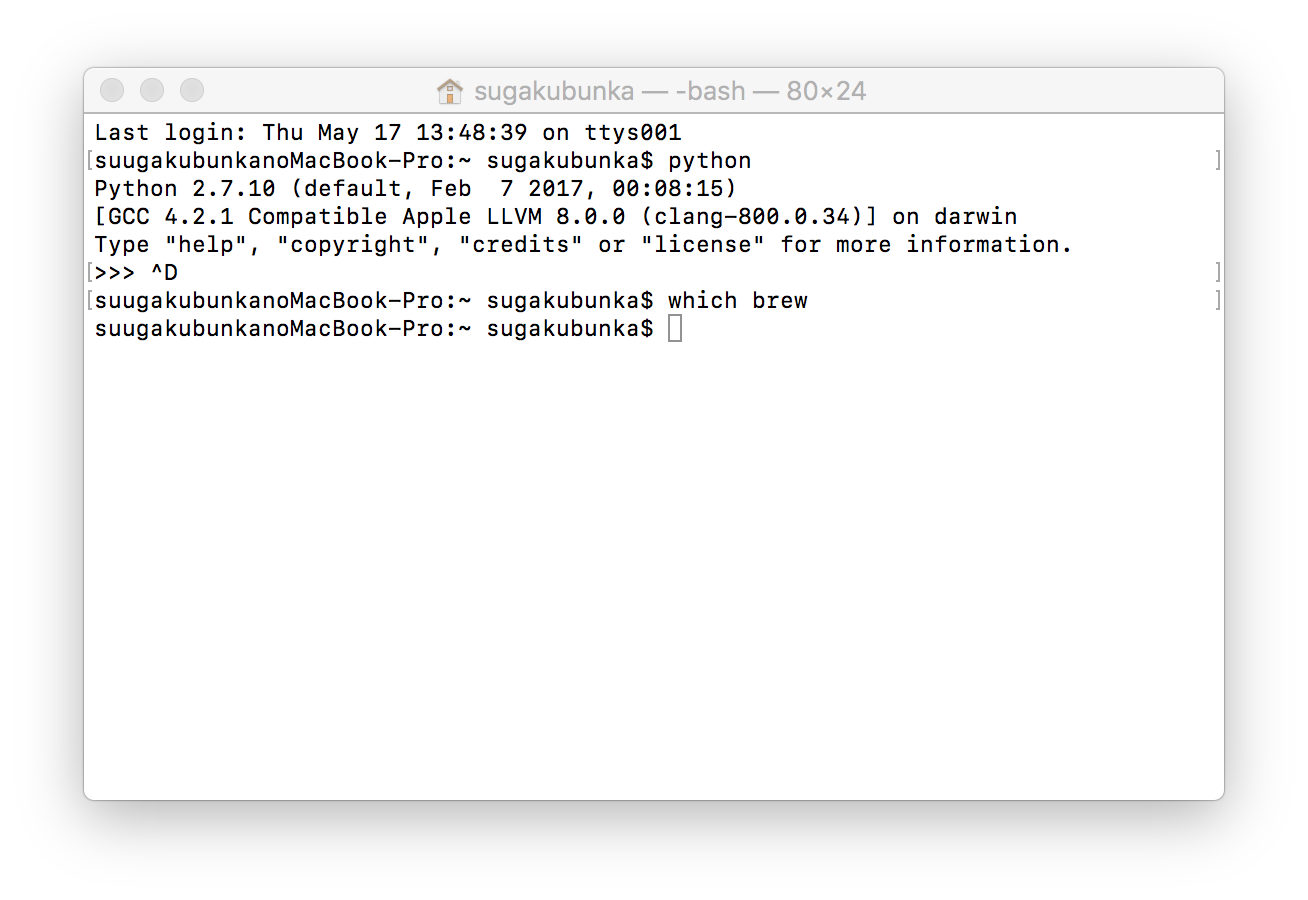 sugakubunka — -bash — 80×24
Last login: Thu May 17 13:48:39 on ttys001
[suugakubunkanoMacBook-Pro:~ sugakubunka$ python ]
Python 2.7.10 (default, Feb  7 2017, 00:08:15)
[GCC 4.2.1 Compatible Apple LLVM 8.0.0 (clang-800.0.34)] on darwin
Type "help", "copyright", "credits" or "license" for more information.
[>>> ^D ]
[suugakubunkanoMacBook-Pro:~ sugakubunka$ which brew ]
suugakubunkanoMacBook-Pro:~ sugakubunka$